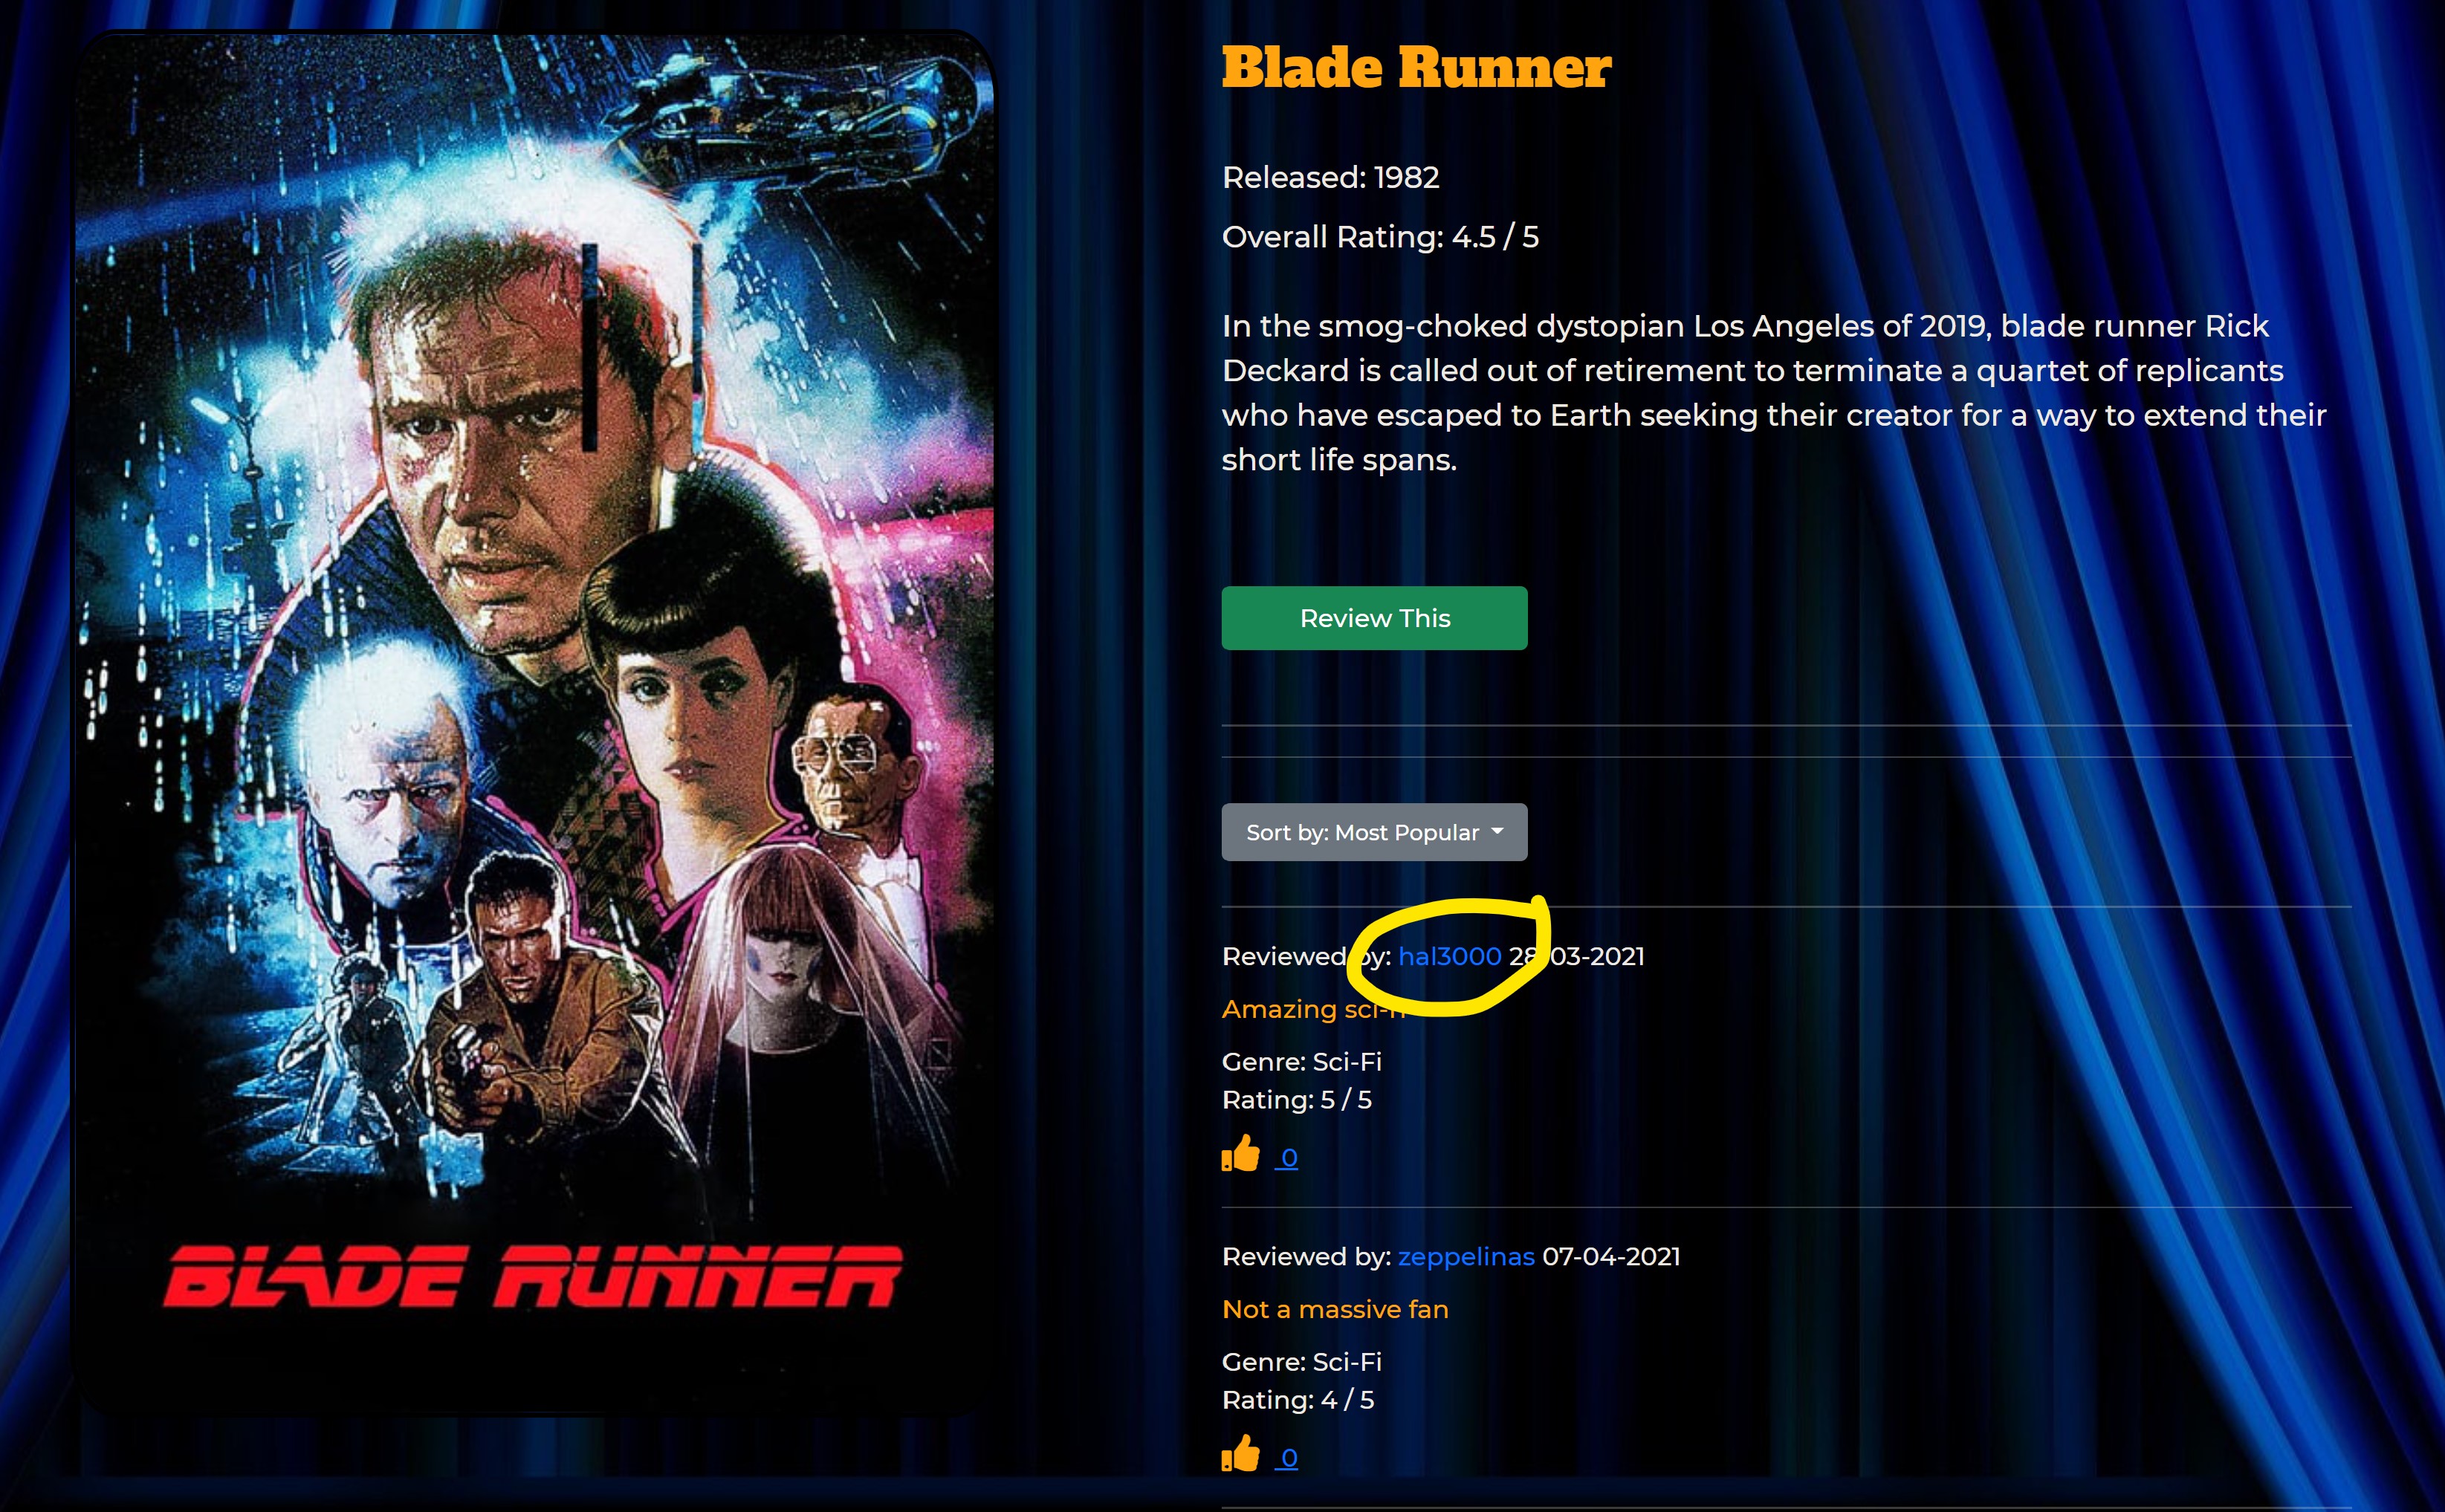 BLADE RUNNER
Blade Runner
Released: 1982
Overall Rating: 4.5 / 5
In the smog-choked dystopian Los Angeles of 2019, blade runner Rick
Deckard is called out of retirement to terminate a quartet of replicants
who have escaped to Earth seeking their creator for a way to extend their
short life spans.
Review This
Sort by: Most Popular
Reviewed by: hal3000 28-03-2021
Amazing sci-fi
Genre: Sci-Fi
Rating: 5 / 5
0
Reviewed by: zeppelinas 07-04-2021
Not a massive fan
Genre: Sci-Fi
Rating: 4 / 5
0